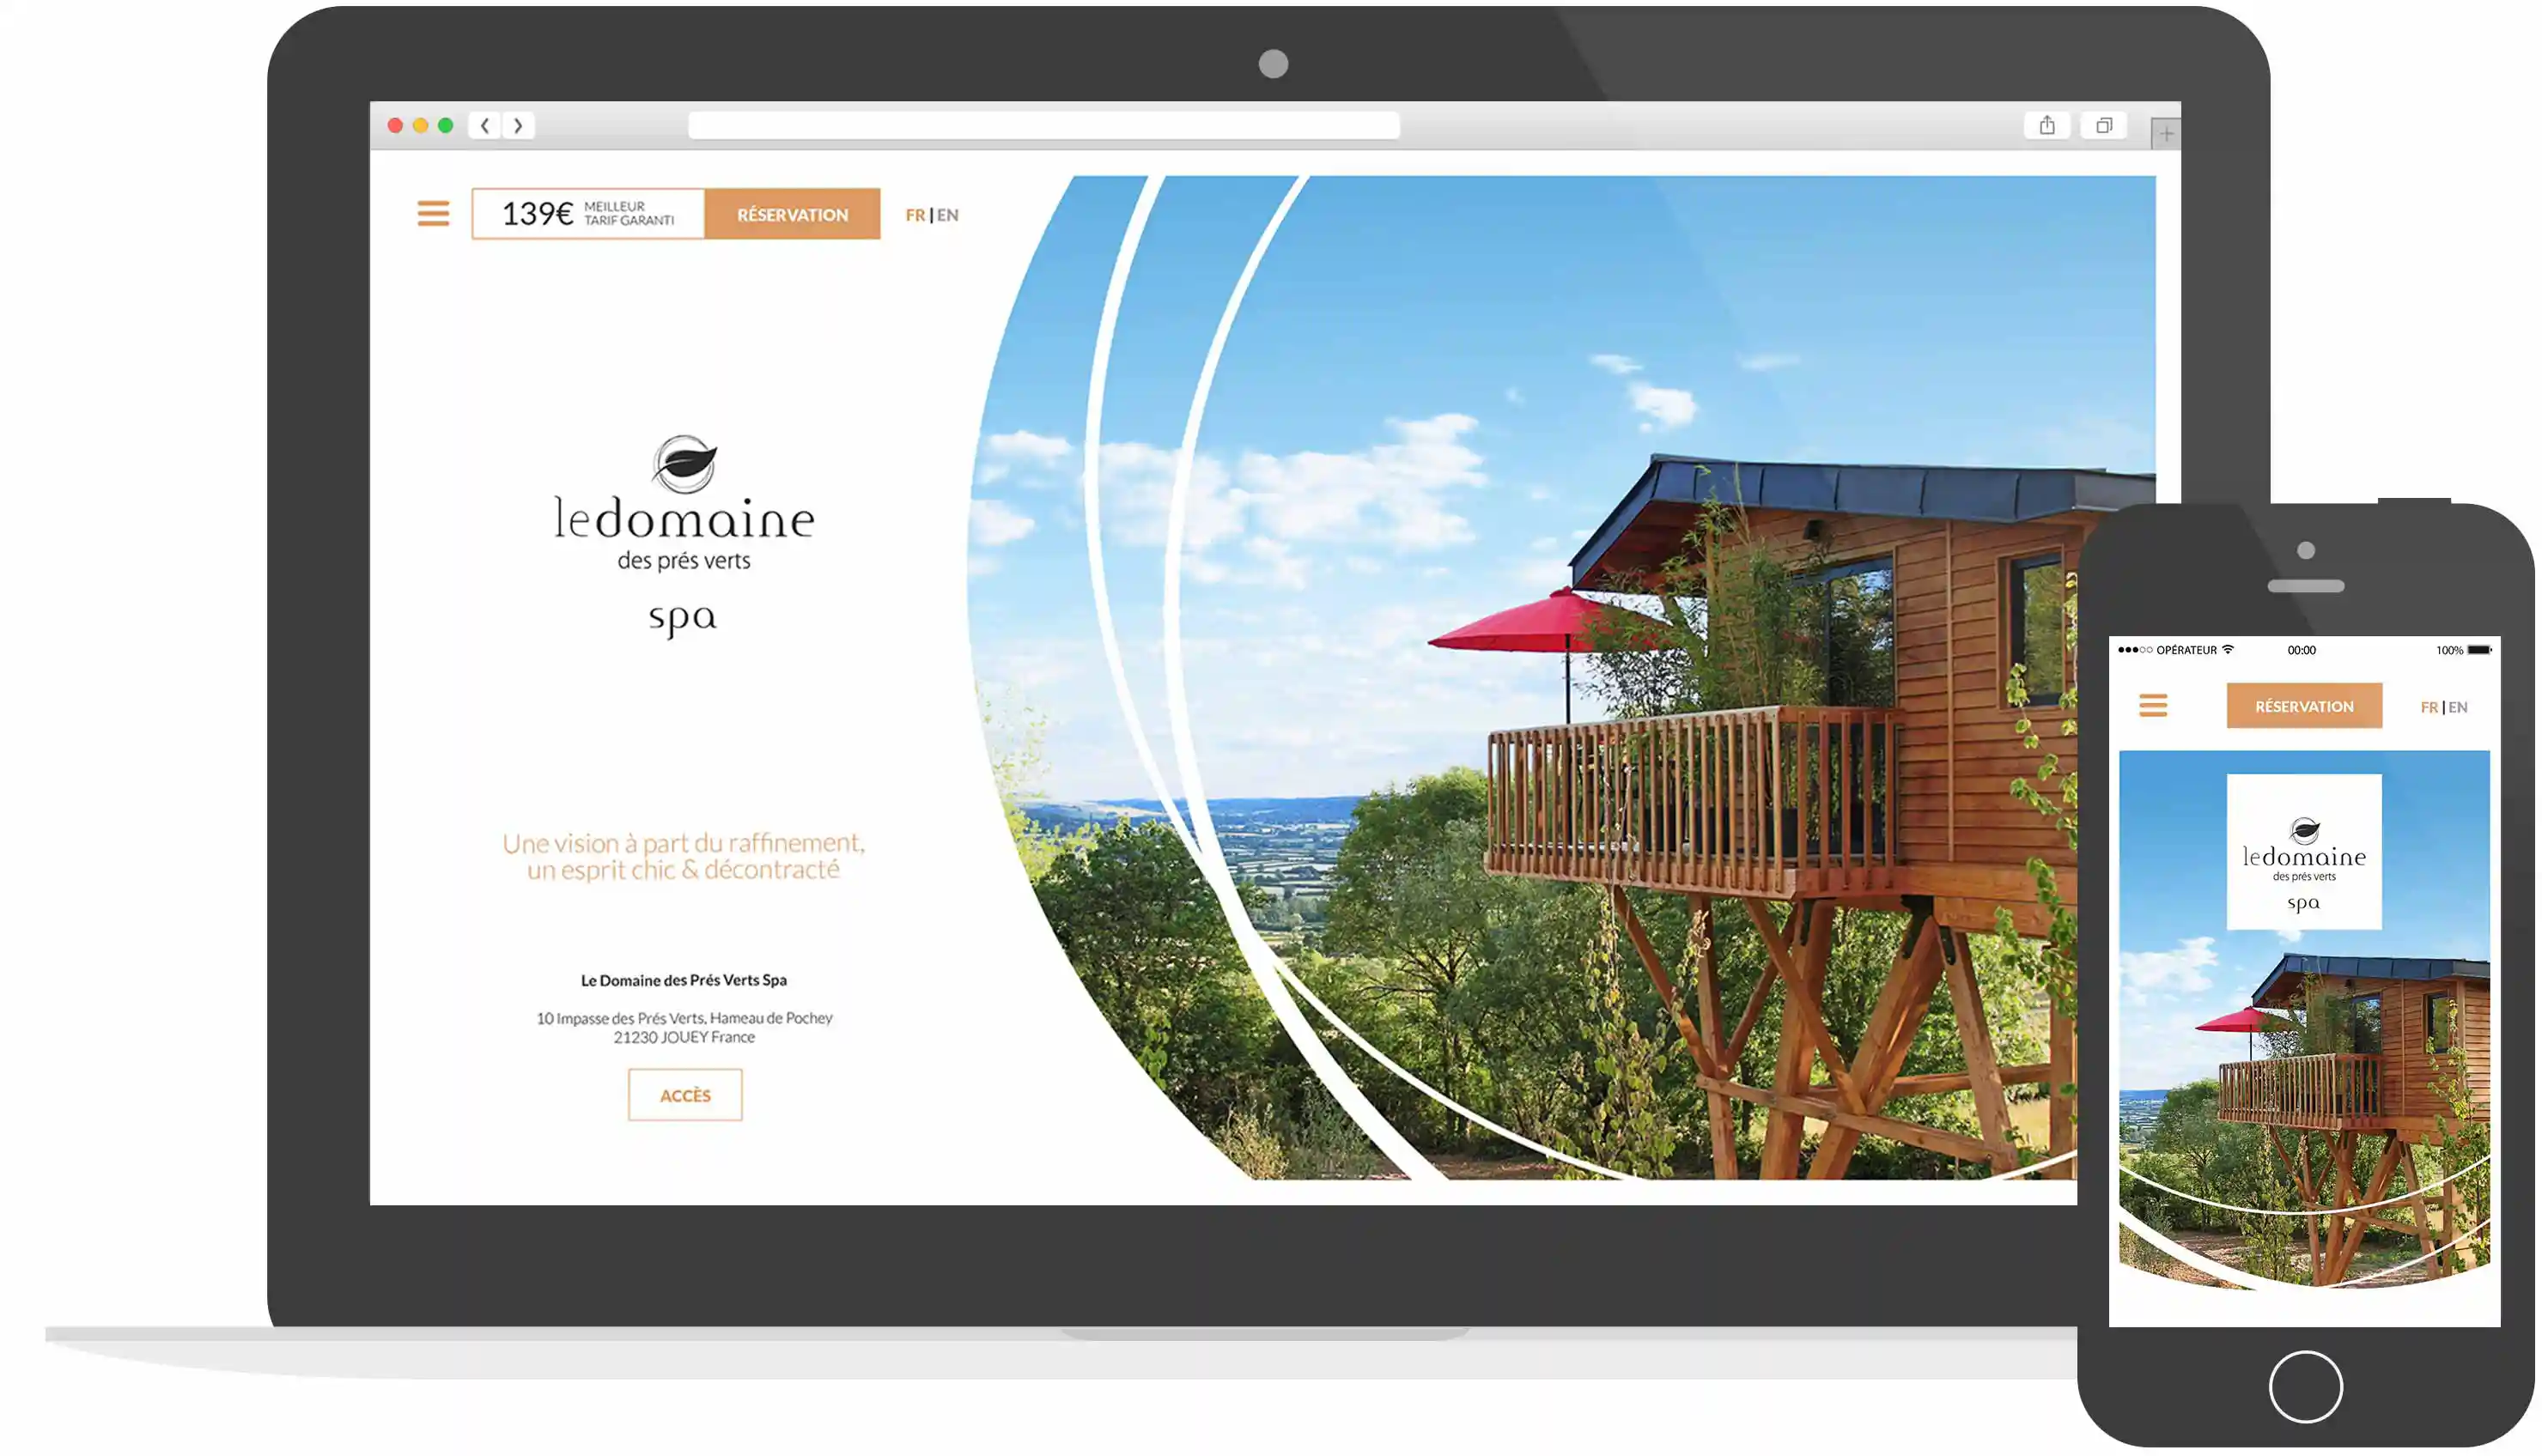 139€ MEILLEUR
TARIF GARANTI
RÉSERVATION
FR | EN
ledomaine
des prés verts
spa
Une vision à part du raffinement,
un esprit chic & décontracté
Le Domaine des Prés Verts Spa
10 Impasse des Prés Verts, Hameau de Pochey
21230 JOUEY France
ACCÈS
OPÉRATEUR 00:00 100%
RÉSERVATION FR | EN
ledomaine
des prés verts
spa